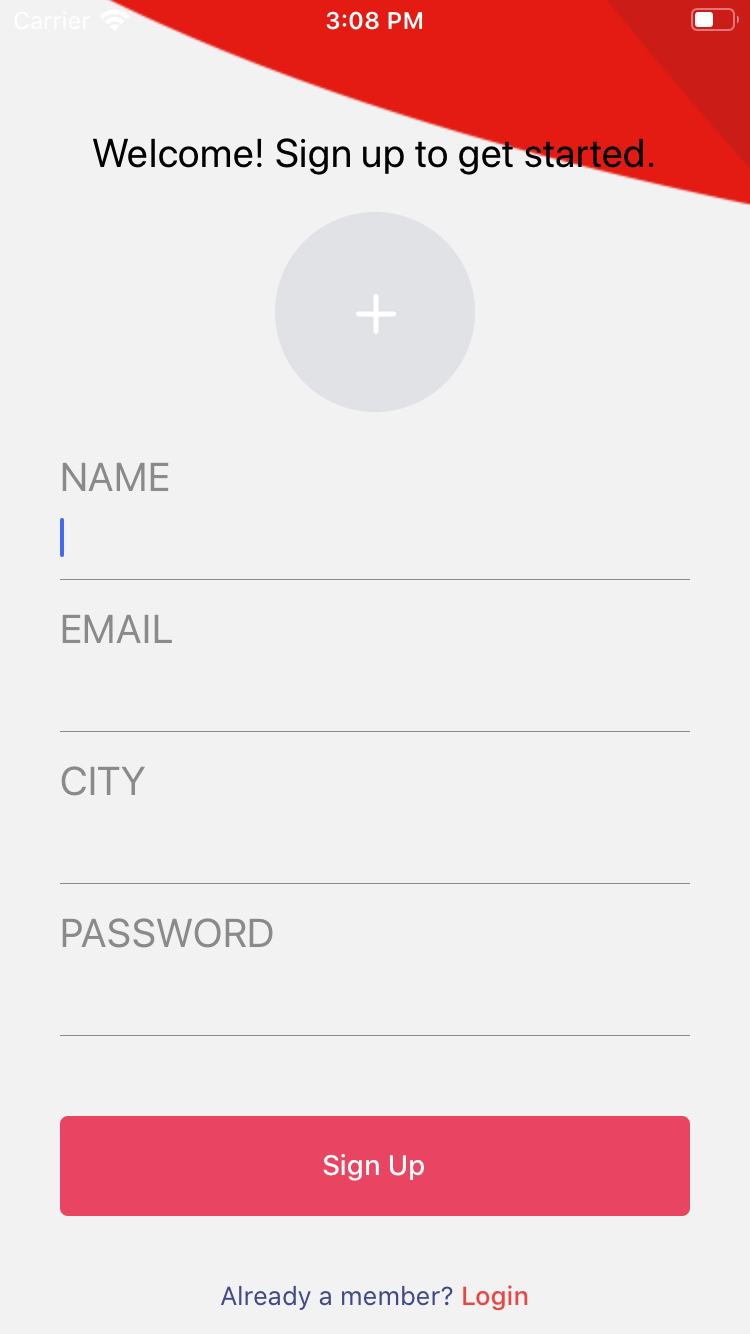 Carrier 3:08 PM
Welcome! Sign up to get started.
NAME
EMAIL
CITY
PASSWORD
Sign Up
Already a member? Login